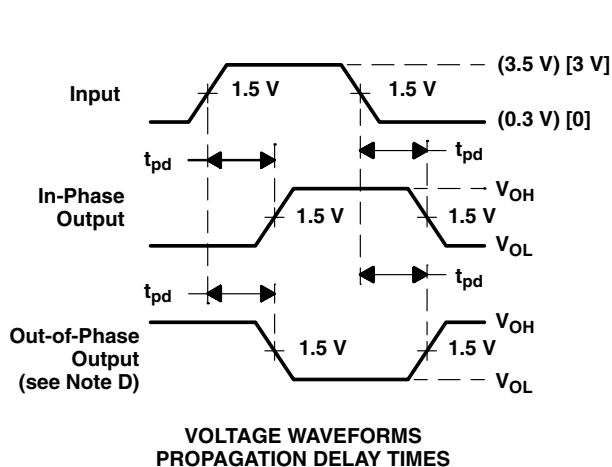 (3.5 V) [3 V]
Input
1.5 V
1.5 V
(0.3 V) [0]
tpd
tpd
In-Phase
Output
VOH
1.5 V
1.5 V
VOL
tpd
tpd
Out-of-Phase
Output
(see Note D)
VOH
1.5 V
1.5 V
VOL
VOLTAGE WAVEFORMS
PROPAGATION DELAY TIMES